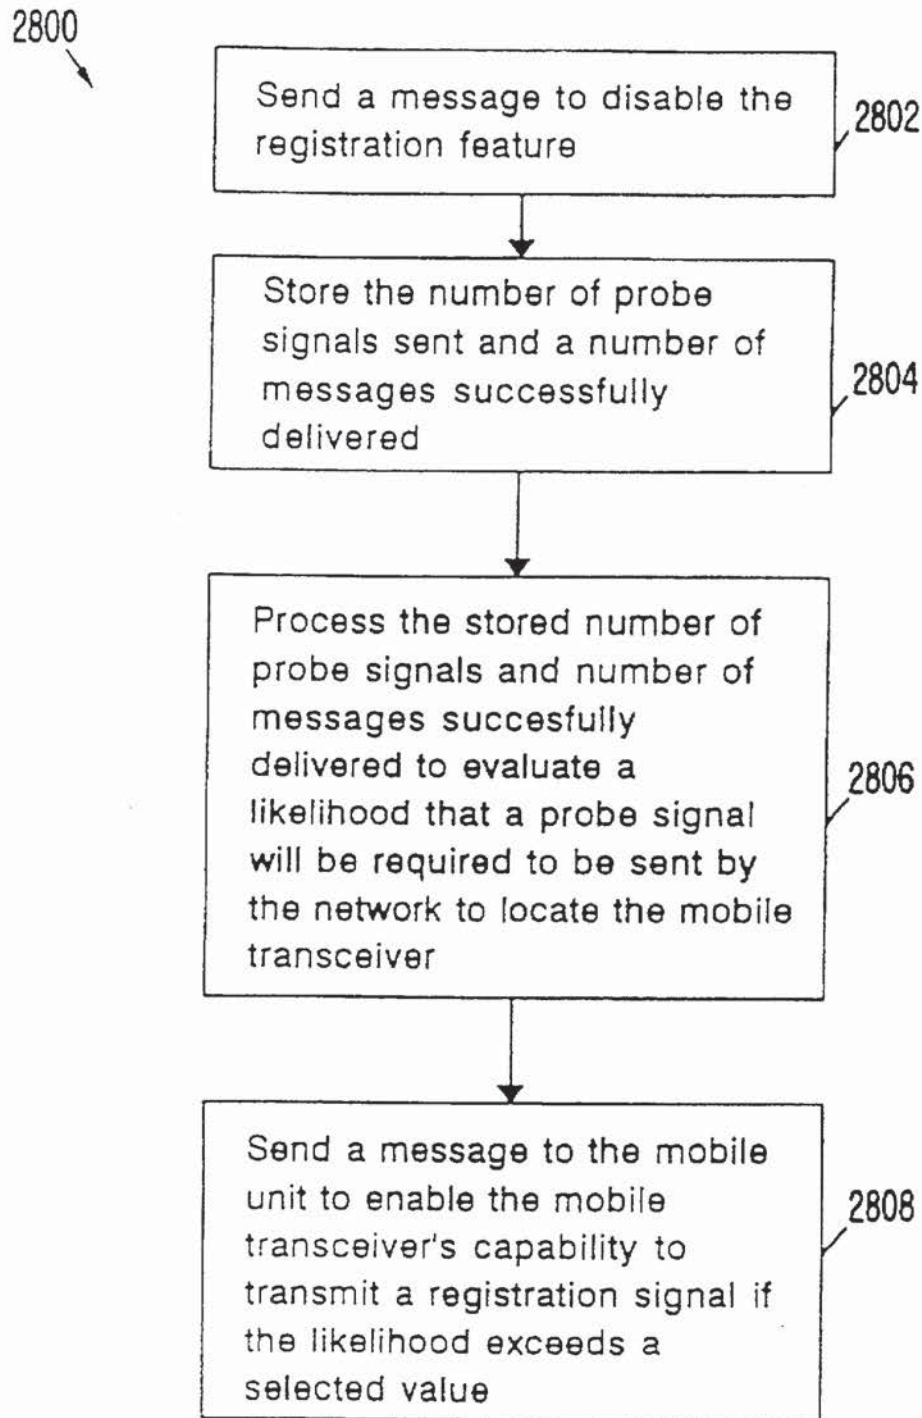 2800
Send a message to disable the
registration feature
2802
Store the number of probe
signals sent and a number of
messages successfully
delivered
2804
Process the stored number of
probe signals and number of
messages succesfully
delivered to evaluate a
likelihood that a probe signal
will be required to be sent by
the network to locate the mobile
transceiver
2806
Send a message to the mobile
unit to enable the mobile
transceiver's capability to
transmit a registration signal if
the likelihood exceeds a
selected value
2808